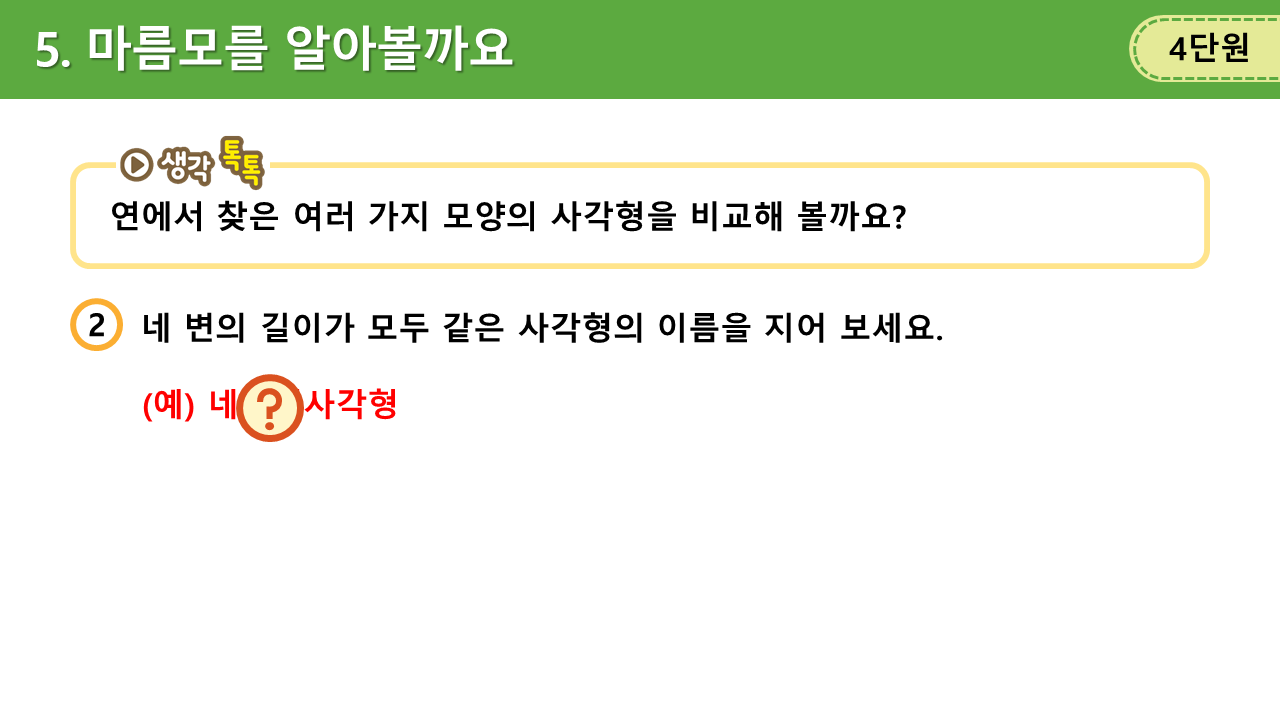 5. 마름모를 알아볼까요
4단원
생각 톡톡
연에서 찾은 여러 가지 모양의 사각형을 비교해 볼까요?
2 네 변의 길이가 모두 같은 사각형의 이름을 지어 보세요.
(예) 네 ? 사각형